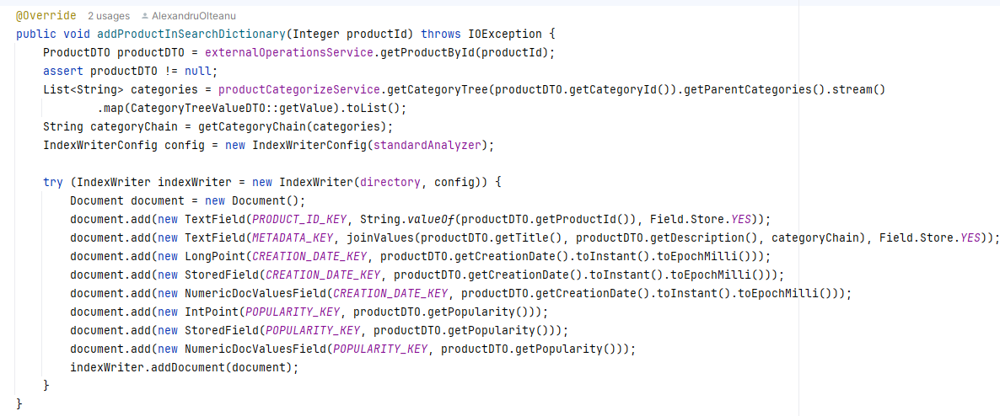 @Override 2 usages AlexandruOlteanu
public void addProductInSearchDictionary(Integer productId) throws IOException {
    ProductDTO productDTO = externalOperationsService.getProductById(productId);
    assert productDTO != null;
    List<String> categories = productCategorizeService.getCategoryTree(productDTO.getCategoryId()).getParentCategories().stream()
            .map(CategoryTreeValueDTO::getValue).toList();
    String categoryChain = getCategoryChain(categories);
    IndexWriterConfig config = new IndexWriterConfig(standardAnalyzer);

    try (IndexWriter indexWriter = new IndexWriter(directory, config)) {
        Document document = new Document();
        document.add(new TextField(PRODUCT_ID_KEY, String.valueOf(productDTO.getProductId()), Field.Store.YES));
        document.add(new TextField(METADATA_KEY, joinValues(productDTO.getTitle(), productDTO.getDescription(), categoryChain), Field.Store.YES));
        document.add(new LongPoint(CREATION_DATE_KEY, productDTO.getCreationDate().toInstant().toEpochMilli()));
        document.add(new StoredField(CREATION_DATE_KEY, productDTO.getCreationDate().toInstant().toEpochMilli()));
        document.add(new NumericDocValuesField(CREATION_DATE_KEY, productDTO.getCreationDate().toInstant().toEpochMilli()));
        document.add(new IntPoint(POPULARITY_KEY, productDTO.getPopularity()));
        document.add(new StoredField(POPULARITY_KEY, productDTO.getPopularity()));
        document.add(new NumericDocValuesField(POPULARITY_KEY, productDTO.getPopularity()));
        indexWriter.addDocument(document);
    }
}